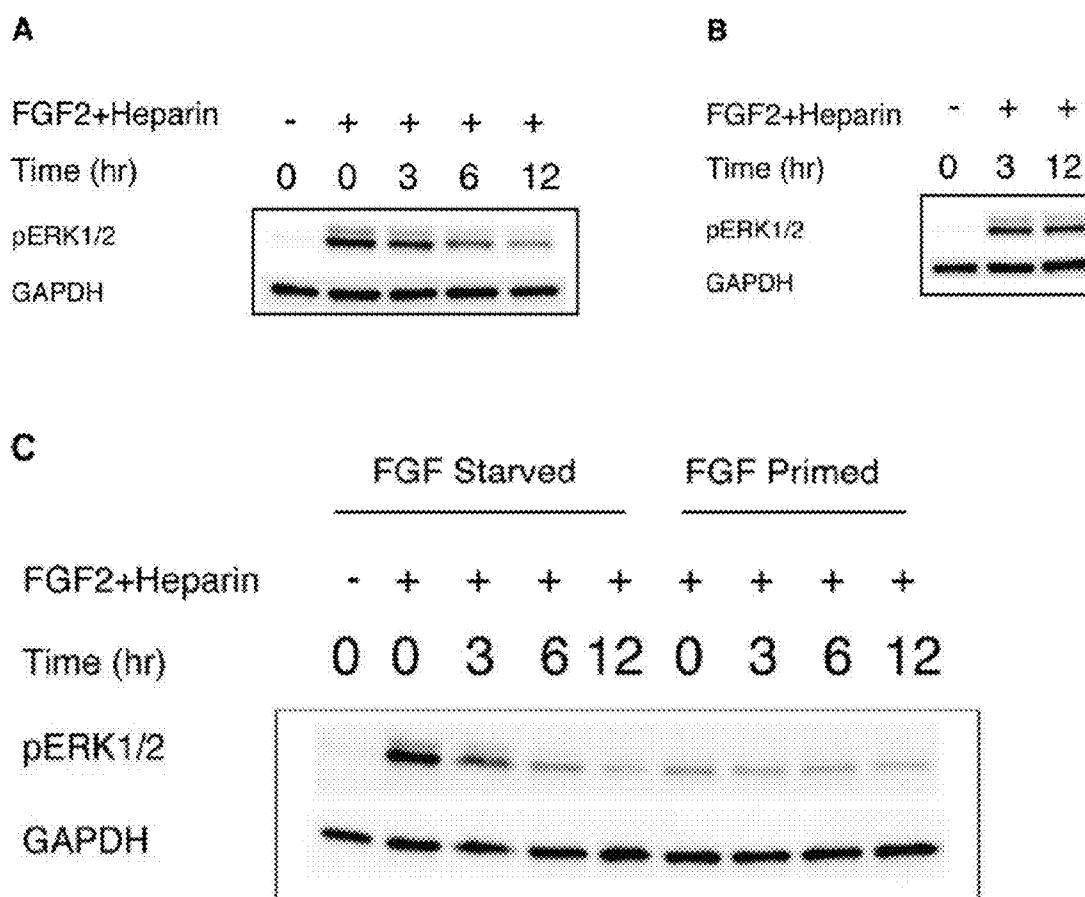 A
FGF2+Heparin - + + + +
Time (hr) 0 0 3 6 12
pERK1/2
GAPDH
B
FGF2+Heparin - + +
Time (hr) 0 3 12
pERK1/2
GAPDH
C
FGF Starved FGF Primed
FGF2+Heparin - + + + + + + + +
Time (hr) 0 0 3 6 12 0 3 6 12
pERK1/2
GAPDH